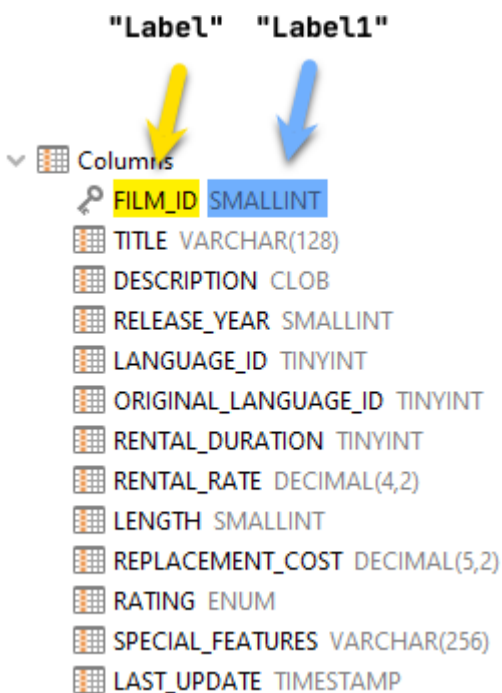 "Label" "Label1"
Columns
FILM_ID SMALLINT
TITLE VARCHAR(128)
DESCRIPTION CLOB
RELEASE_YEAR SMALLINT
LANGUAGE_ID TINYINT
ORIGINAL_LANGUAGE_ID TINYINT
RENTAL_DURATION TINYINT
RENTAL_RATE DECIMAL(4,2)
LENGTH SMALLINT
REPLACEMENT_COST DECIMAL(5,2)
RATING ENUM
SPECIAL_FEATURES VARCHAR(256)
LAST_UPDATE TIMESTAMP